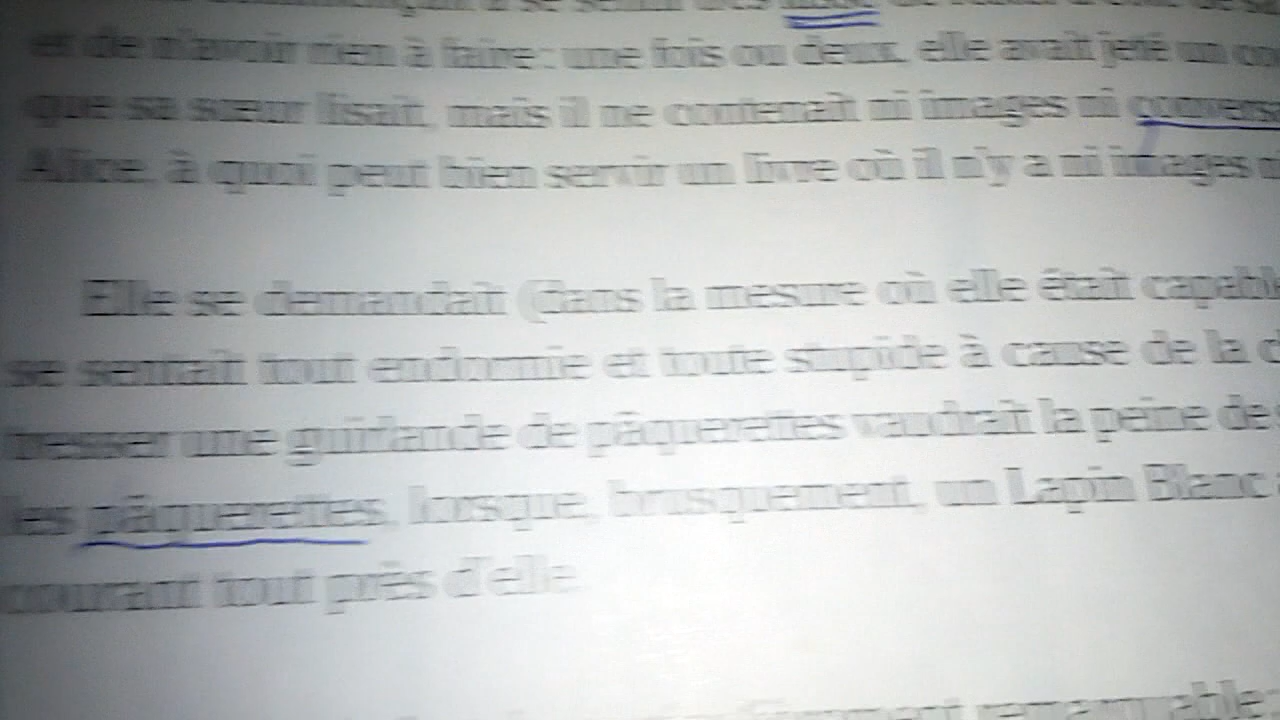 et de n'avoir rien à faire ; une fois ou deux, elle avait jeté un
que sa sœur lisait, mais il ne contenait ni images ni
Alice, à quoi peut bien servir un livre où il n'y a ni images
Elle se demandait (dans la mesure où elle était
se sentait tout endormie et toute stupide à cause de la
tresser une guirlande de pâquerettes vaudrait la peine de
les pâquerettes, lorsque, brusquement, un Lapin Blanc
courant tout près d'elle.